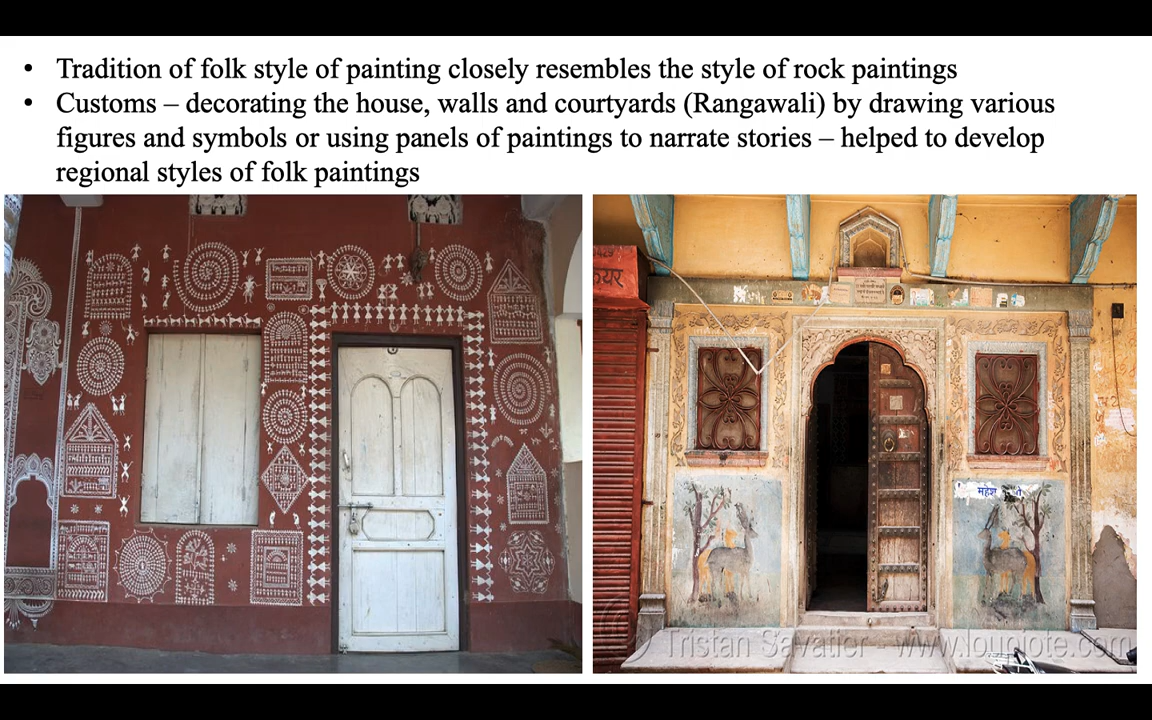 • Tradition of folk style of painting closely resembles the style of rock paintings
• Customs – decorating the house, walls and courtyards (Rangawali) by drawing various
figures and symbols or using panels of paintings to narrate stories – helped to develop
regional styles of folk paintings
महेश
Tristan Savatier - www.loupiote.com